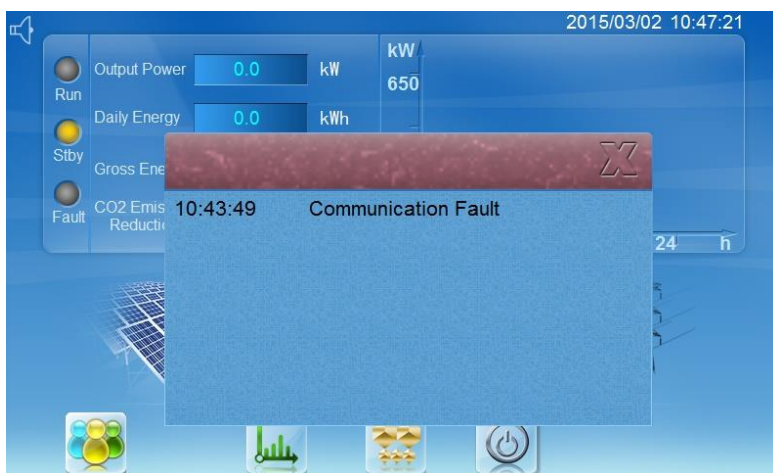 2015/03/02 10:47:21
Run
Output Power 0.0 kW
Stby
Daily Energy 0.0 kWh
Gross Ene
Fault
CO2 Emis
Reductio
kW
650
24 h
10:43:49 Communication Fault